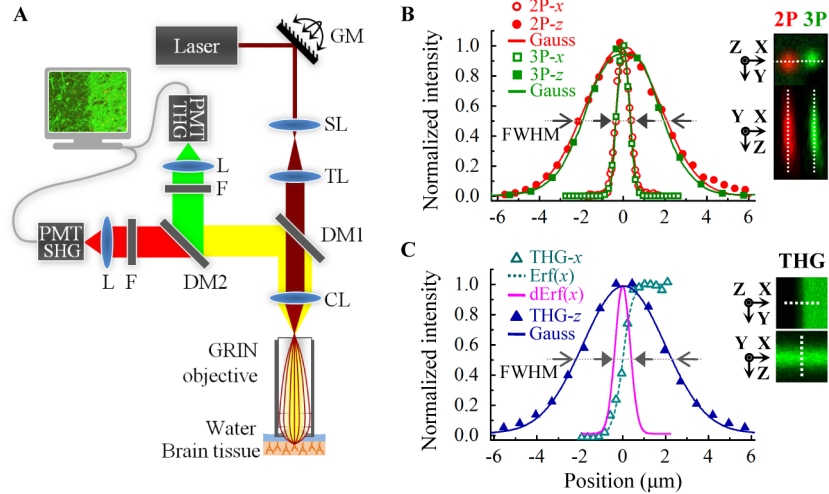 A
Laser
GM
PMT
THG
SL
L
TL
F
PMT
SHG
DM1
L
F
DM2
CL
GRIN
objective
Water
Brain tissue
B
2P-x
2P-z
Gauss
3P-x
3P-z
Gauss
Normalized intensity
1.0
0.8
0.6
0.4
0.2
0.0
FWHM
-6
-4
-2
0
2
4
6
2P
3P
Z
X
Y
Y
X
Z
C
THG-x
Erf(x)
dErf(x)
THG-z
Gauss
Normalized intensity
1.0
0.8
0.6
0.4
0.2
0.0
FWHM
-6
-4
-2
0
2
4
6
Position (μm)
THG
Z
X
Y
Y
X
Z